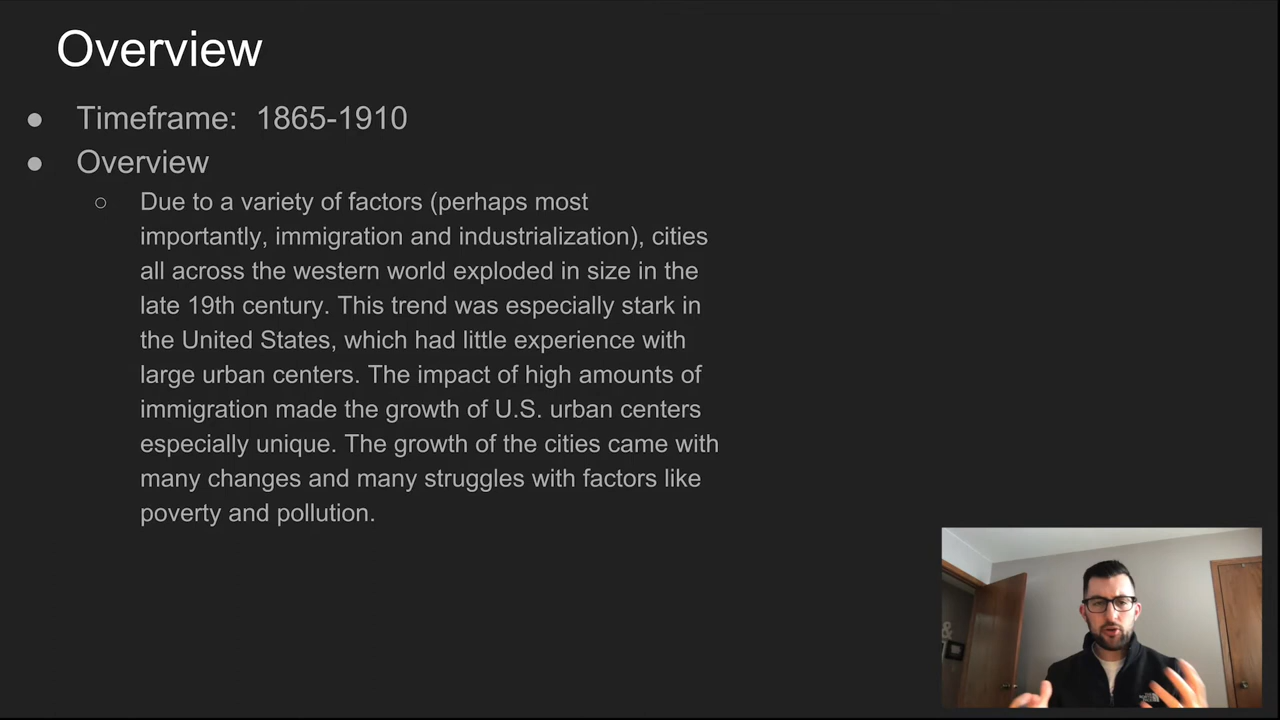 Overview
● Timeframe: 1865-1910
● Overview
○ Due to a variety of factors (perhaps most
importantly, immigration and industrialization), cities
all across the western world exploded in size in the
late 19th century. This trend was especially stark in
the United States, which had little experience with
large urban centers. The impact of high amounts of
immigration made the growth of U.S. urban centers
especially unique. The growth of the cities came with
many changes and many struggles with factors like
poverty and pollution.
&